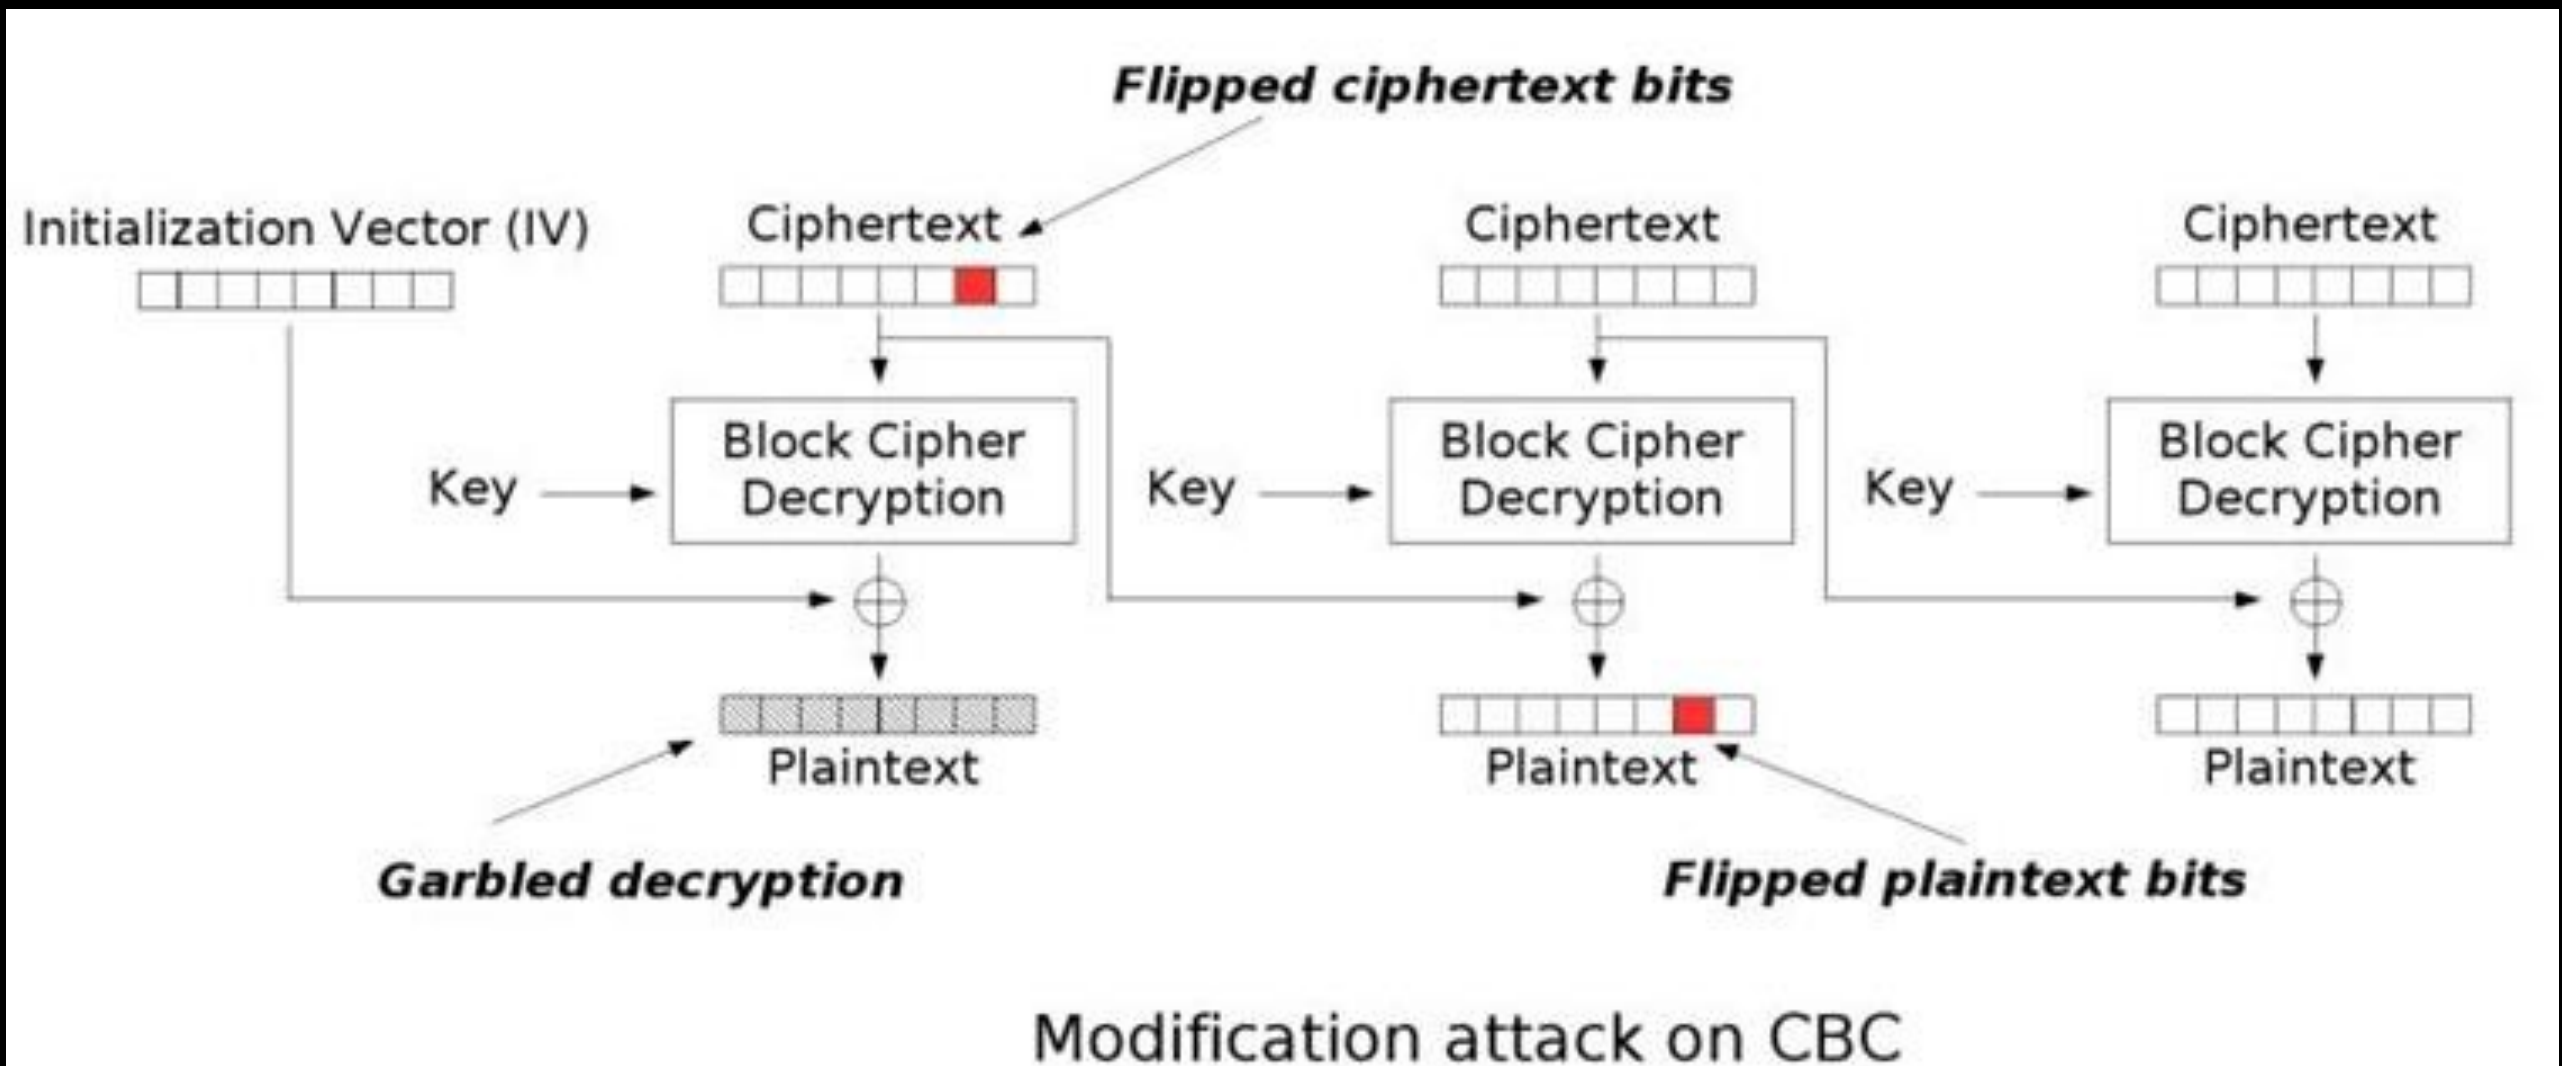 Flipped ciphertext bits
Initialization Vector (IV)
Ciphertext
Ciphertext
Ciphertext
Key
Block Cipher
Decryption
Key
Block Cipher
Decryption
Key
Block Cipher
Decryption
Plaintext
Plaintext
Plaintext
Garbled decryption
Flipped plaintext bits
Modification attack on CBC